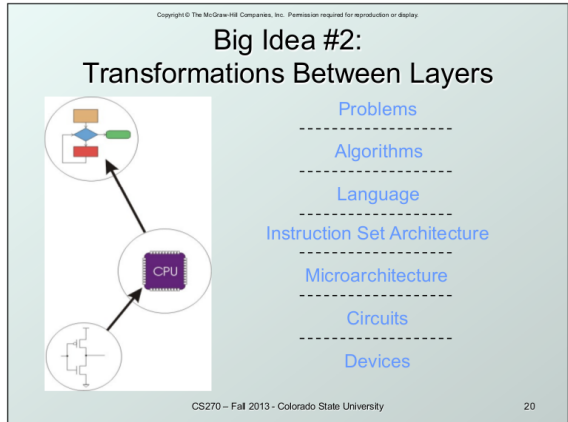 Copyright © The McGraw-Hill Companies, Inc. Permission required for reproduction or display.
Big Idea #2:
Transformations Between Layers
Problems
Algorithms
Language
Instruction Set Architecture
CPU
Microarchitecture
Circuits
Devices
CS270 – Fall 2013 - Colorado State University
20